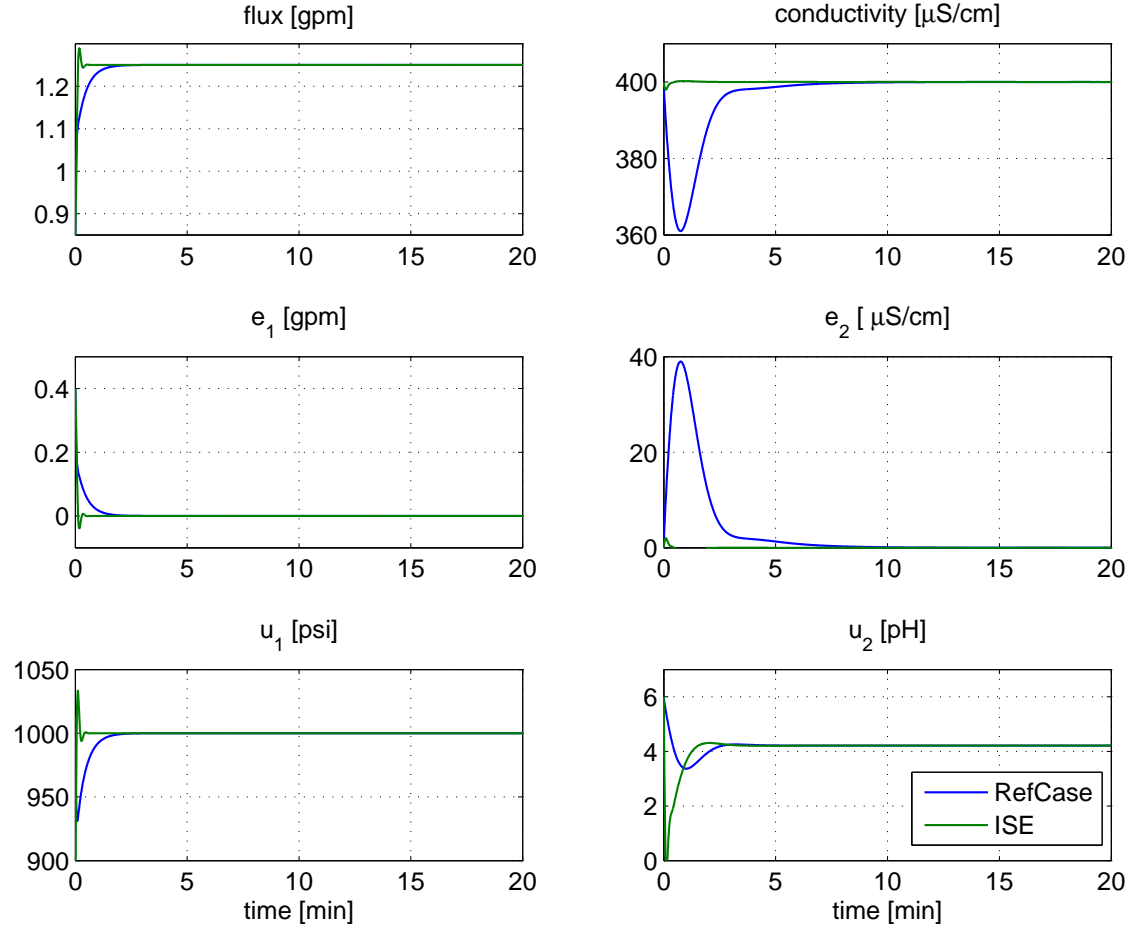 flux [gpm]
1.2
1.1
1
0.9
0 5 10 15 20
conductivity [μS/cm]
400
380
360
0 5 10 15 20
e1 [gpm]
0.4
0.2
0
0 5 10 15 20
e2 [ μS/cm]
40
20
0
0 5 10 15 20
u1 [psi]
1050
1000
950
900
0 5 10 15 20
time [min]
u2 [pH]
6
4
2
0
RefCase
ISE
0 5 10 15 20
time [min]